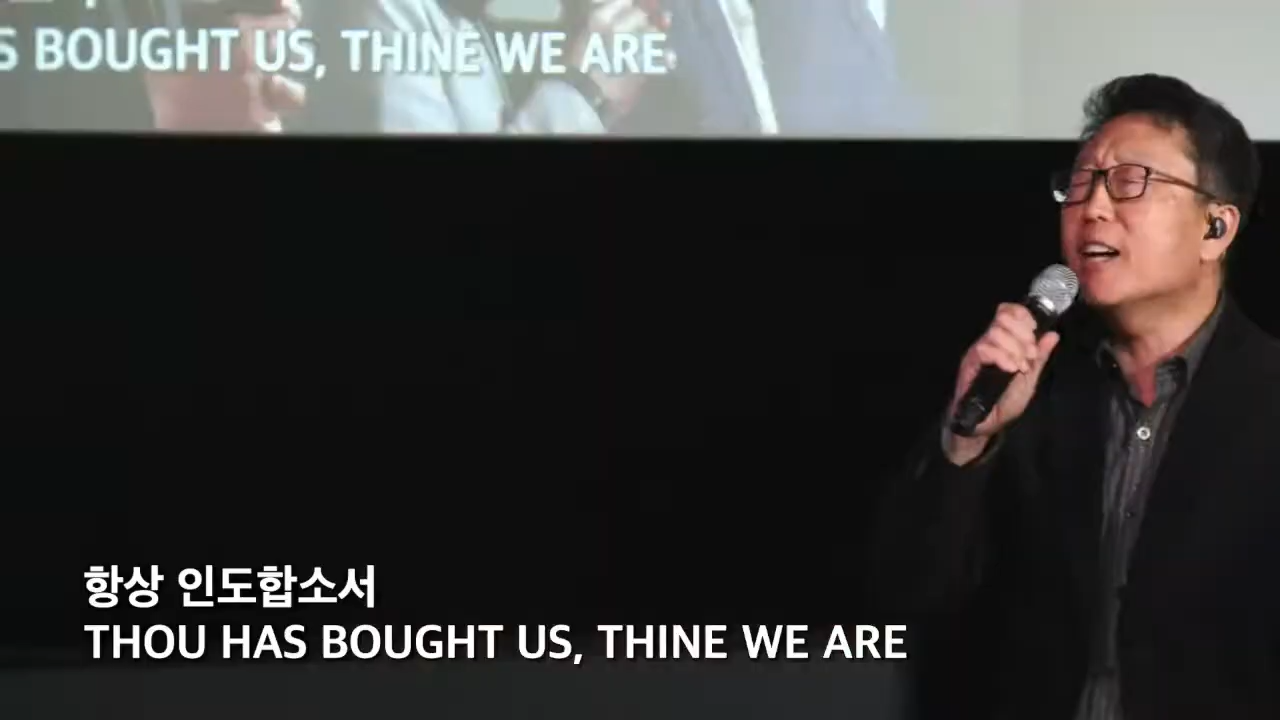 S BOUGHT US, THINE WE ARE
항상 인도합소서
THOU HAS BOUGHT US, THINE WE ARE